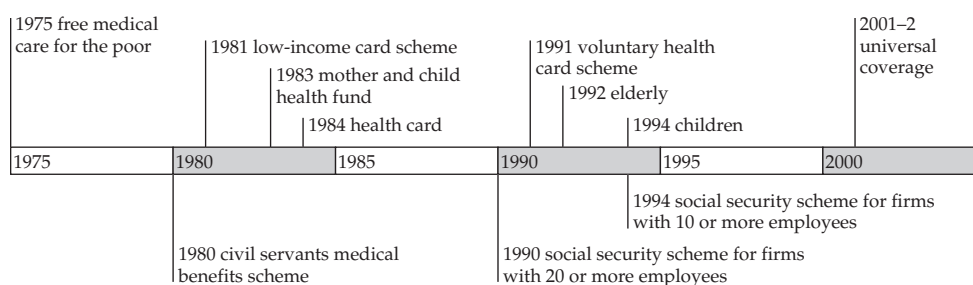 1975 free medical
care for the poor
1981 low-income card scheme
1983 mother and child
health fund
1984 health card
1991 voluntary health
card scheme
1992 elderly
1994 children
2001–2
universal
coverage
1975
1980
1985
1990
1995
2000
1980 civil servants medical
benefits scheme
1990 social security scheme for firms
with 20 or more employees
1994 social security scheme for firms
with 10 or more employees